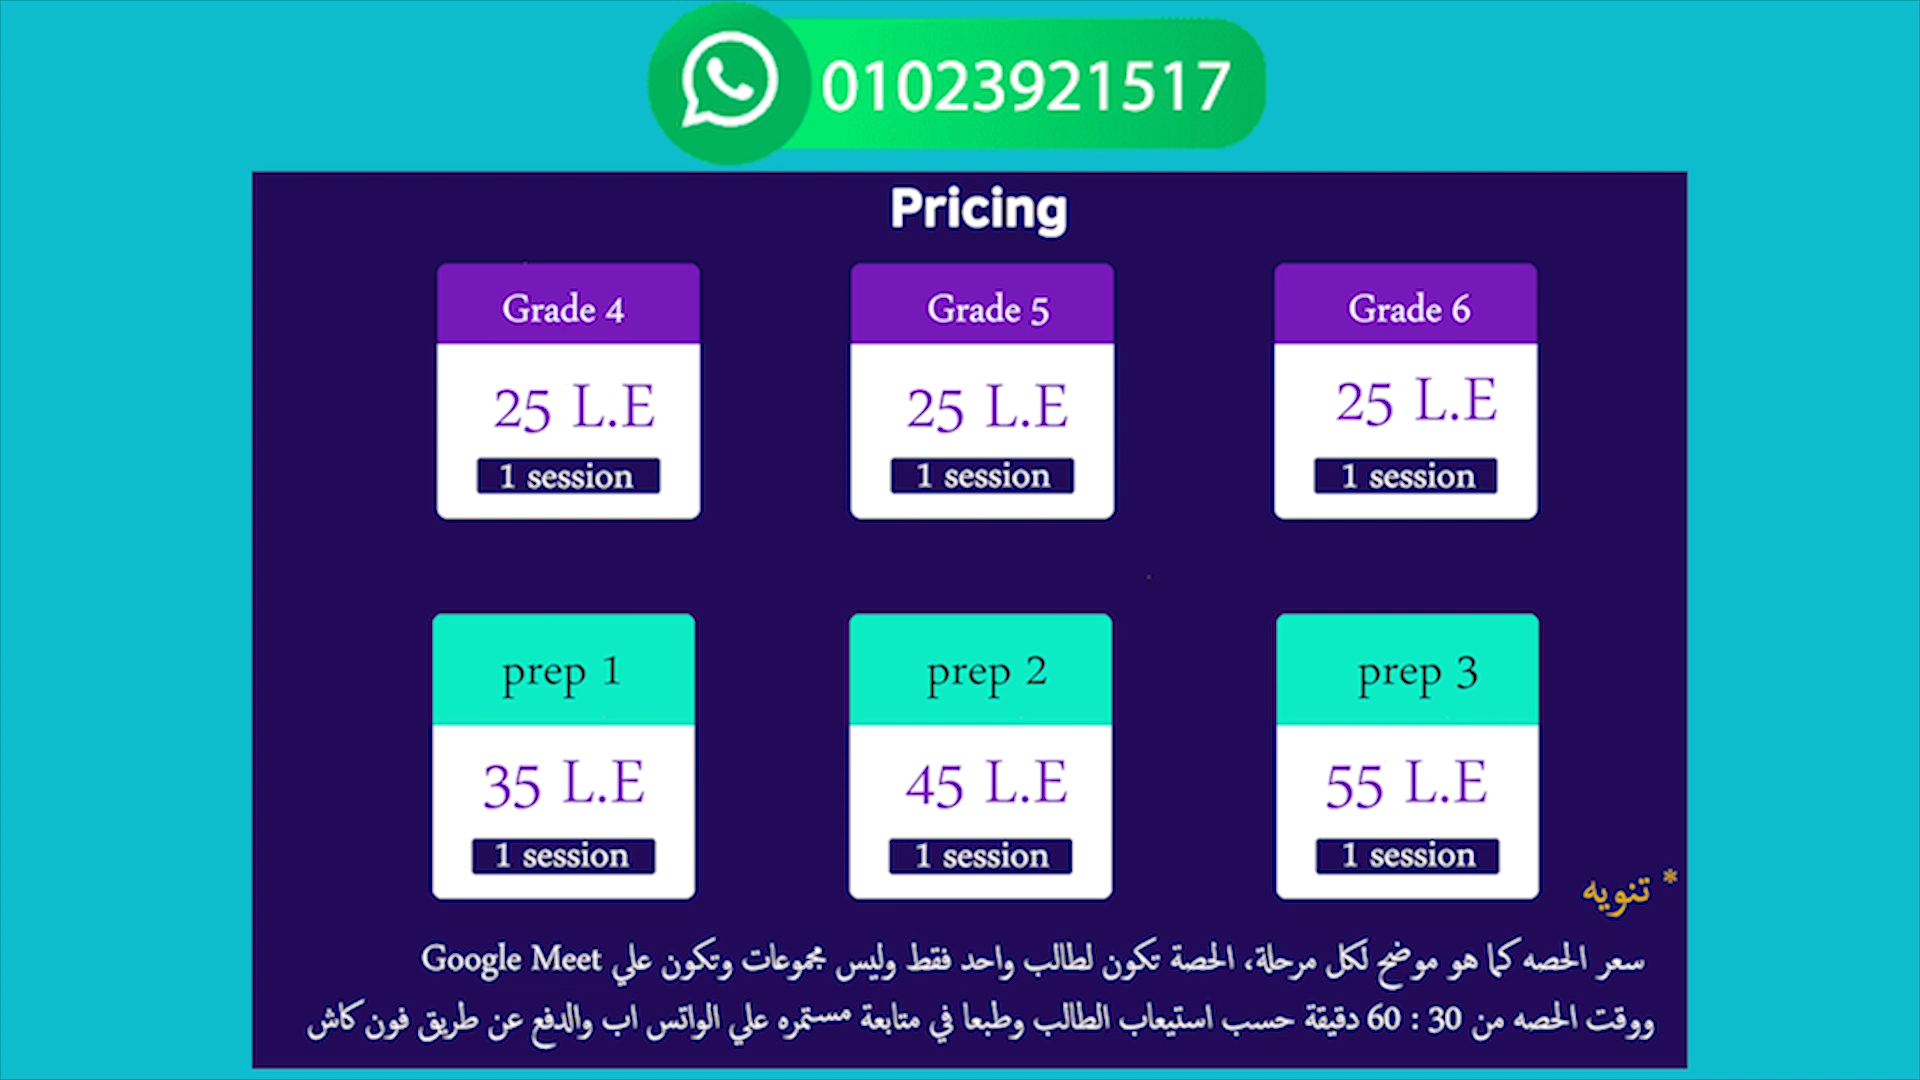 01023921517
Pricing
Grade 4
25 L.E
1 session
Grade 5
25 L.E
1 session
Grade 6
25 L.E
1 session
prep 1
35 L.E
1 session
prep 2
45 L.E
1 session
prep 3
55 L.E
1 session
* تنويه
سعر الحصه كما هو موضح لكل مرحلة، الحصة تكون لطالب واحد فقط وليس مجموعات وتكون علي Google Meet
ووقت الحصه من 30 : 60 دقيقة حسب استيعاب الطالب وطبعا في متابعة مستمره علي الواتس اب والدفع عن طريق فون كاش